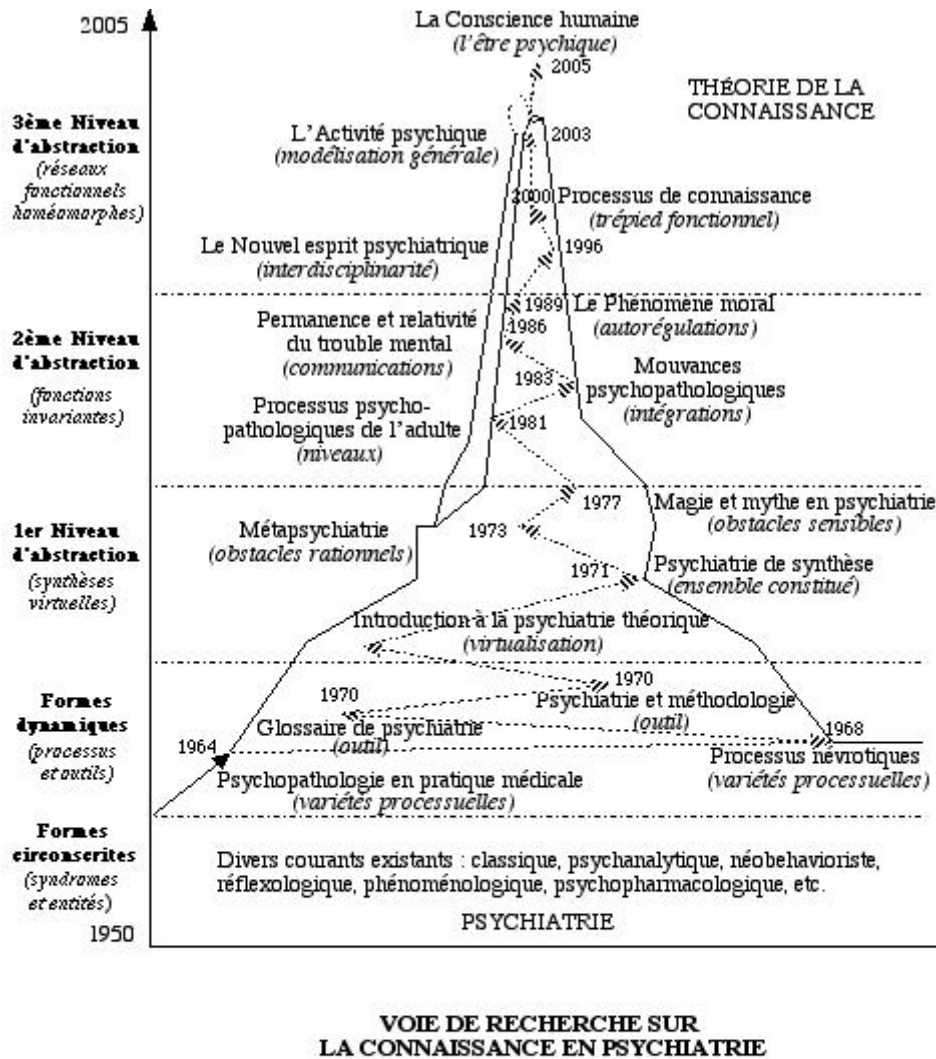 2005
La Conscience humaine
(l'être psychique)
2005
THÉORIE DE LA
CONNAISSANCE
3ème Niveau
d'abstraction
(réseaux
fonctionnels
homéomorphes)
L'Activité psychique
(modélisation générale)
2003
2000
Processus de connaissance
(trépied fonctionnel)
Le Nouvel esprit psychiatrique
(interdisciplinarité)
1996
1989
Le Phénomène moral
(autorégulations)
2ème Niveau
d'abstraction
(fonctions
invariantes)
Permanence et relativité
du trouble mental
(communications)
1986
1983
Mouvances
psychopathologiques
(intégrations)
Processus psycho-
pathologiques de l'adulte
(niveaux)
1981
1er Niveau
d'abstraction
(synthèses
virtuelles)
1977
Magie et mythe en psychiatrie
(obstacles sensibles)
Métapsychiatrie
(obstacles rationnels)
1973
1971
Psychiatrie de synthèse
(ensemble constitué)
Introduction à la psychiatrie théorique
(virtualisation)
Formes
dynamiques
(processus
et outils)
1970
Psychiatrie et méthodologie
(outil)
1970
Glossaire de psychiatrie
(outil)
1968
Processus névrotiques
(variétés processuelles)
1964
Psychopathologie en pratique médicale
(variétés processuelles)
Formes
circonscrites
(syndromes
et entités)
Divers courants existants : classique, psychanalytique, néobehavioriste,
réflexologique, phénoménologique, psychopharmacologique, etc.
PSYCHIATRIE
1950
VOIE DE RECHERCHE SUR
LA CONNAISSANCE EN PSYCHIATRIE